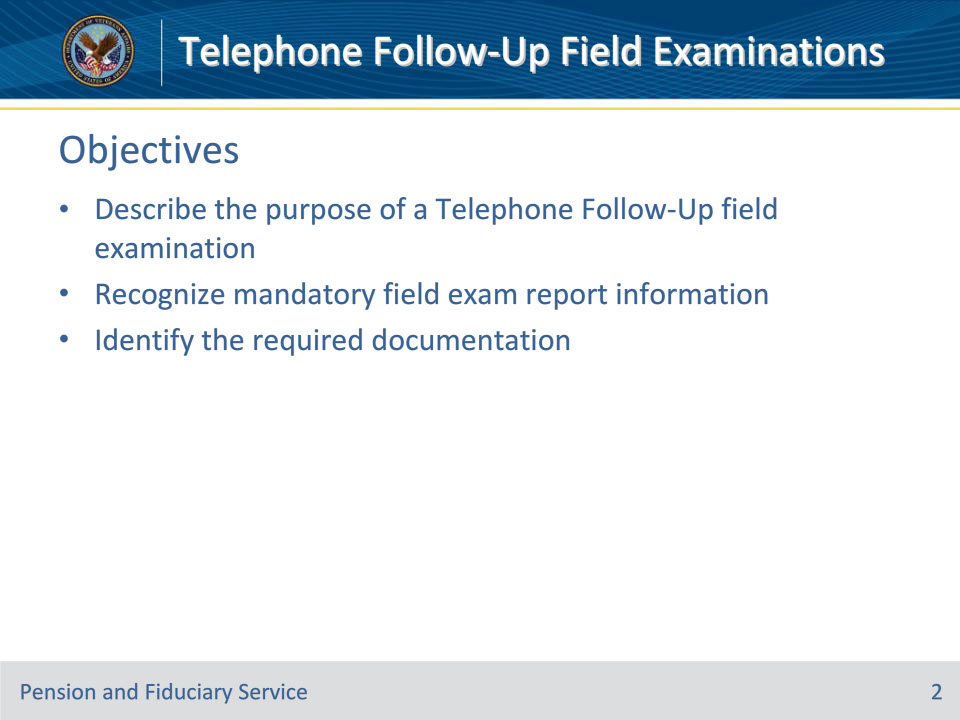 Telephone Follow-Up Field Examinations
Objectives
• Describe the purpose of a Telephone Follow-Up field
examination
• Recognize mandatory field exam report information
• Identify the required documentation
Pension and Fiduciary Service
2